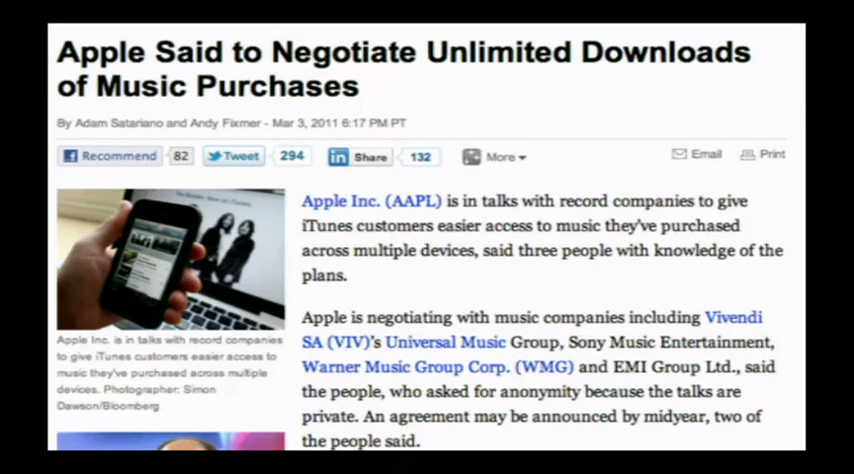 Apple Said to Negotiate Unlimited Downloads
of Music Purchases
By Adam Satariano and Andy Fixmer - Mar 3, 2011 6:17 PM PT
Recommend 82 Tweet 294 Share 132 More Email Print
Apple Inc. (AAPL) is in talks with record companies to give
iTunes customers easier access to music they've purchased
across multiple devices, said three people with knowledge of the
plans.
Apple is negotiating with music companies including Vivendi
SA (VIV)'s Universal Music Group, Sony Music Entertainment,
Warner Music Group Corp. (WMG) and EMI Group Ltd., said
the people, who asked for anonymity because the talks are
private. An agreement may be announced by midyear, two of
the people said.
Apple Inc. is in talks with record companies
to give iTunes customers easier access to
music they've purchased across multiple
devices. Photographer: Simon
Dawson/Bloomberg